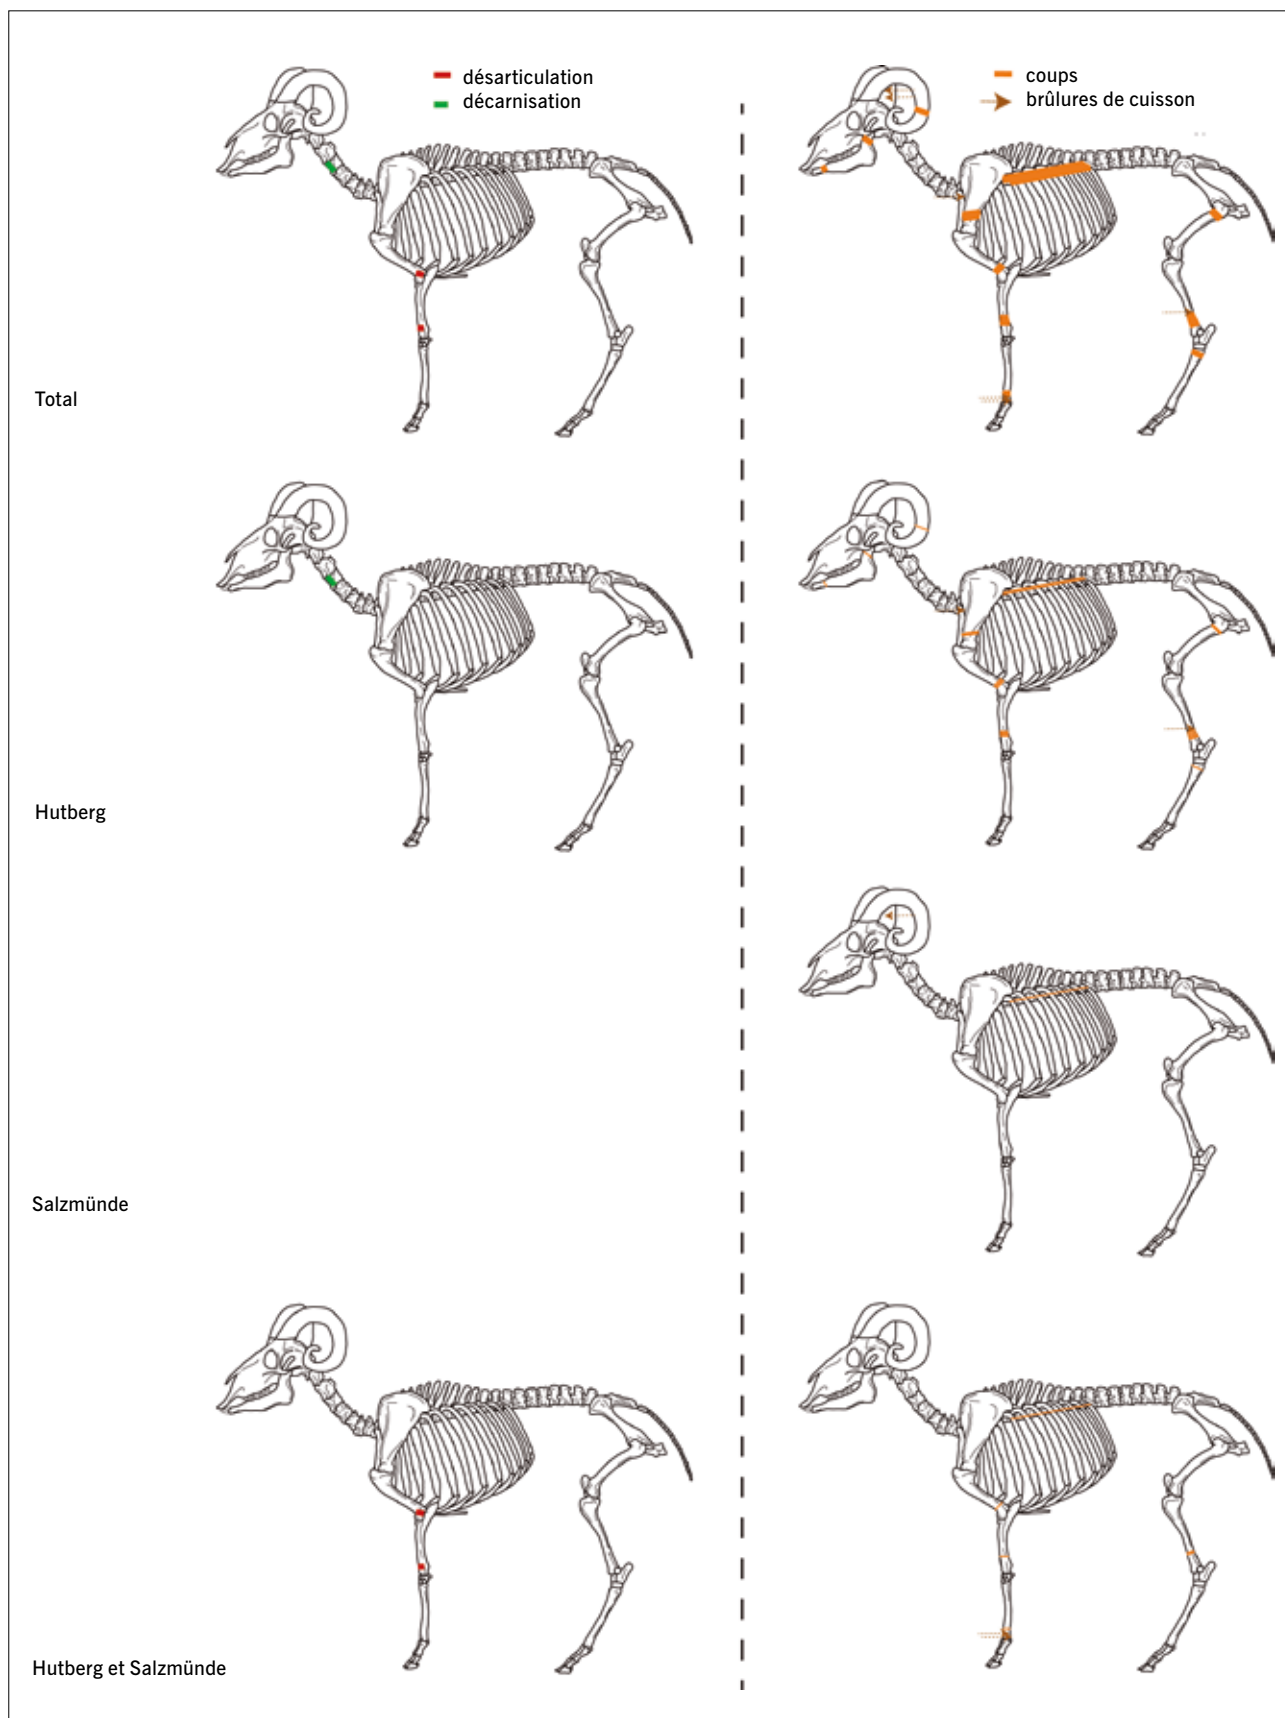 désarticulation
décarnisation
coups
brûlures de cuisson
Total
Hutberg
Salzmünde
Hutberg et Salzmünde